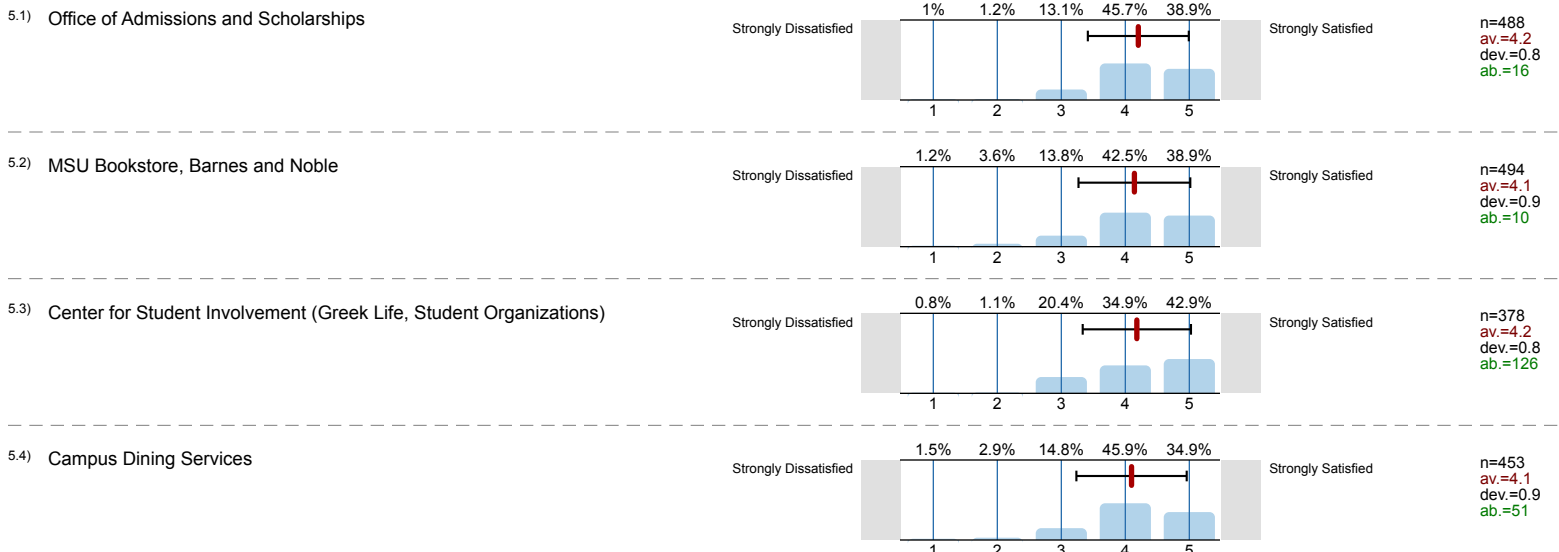 5.1) Office of Admissions and Scholarships
1% 1.2% 13.1% 45.7% 38.9%
Strongly Dissatisfied Strongly Satisfied
n=488
av.=4.2
dev.=0.8
ab.=16
1 2 3 4 5
5.2) MSU Bookstore, Barnes and Noble
1.2% 3.6% 13.8% 42.5% 38.9%
Strongly Dissatisfied Strongly Satisfied
n=494
av.=4.1
dev.=0.9
ab.=10
1 2 3 4 5
5.3) Center for Student Involvement (Greek Life, Student Organizations)
0.8% 1.1% 20.4% 34.9% 42.9%
Strongly Dissatisfied Strongly Satisfied
n=378
av.=4.2
dev.=0.8
ab.=126
1 2 3 4 5
5.4) Campus Dining Services
1.5% 2.9% 14.8% 45.9% 34.9%
Strongly Dissatisfied Strongly Satisfied
n=453
av.=4.1
dev.=0.9
ab.=51
1 2 3 4 5